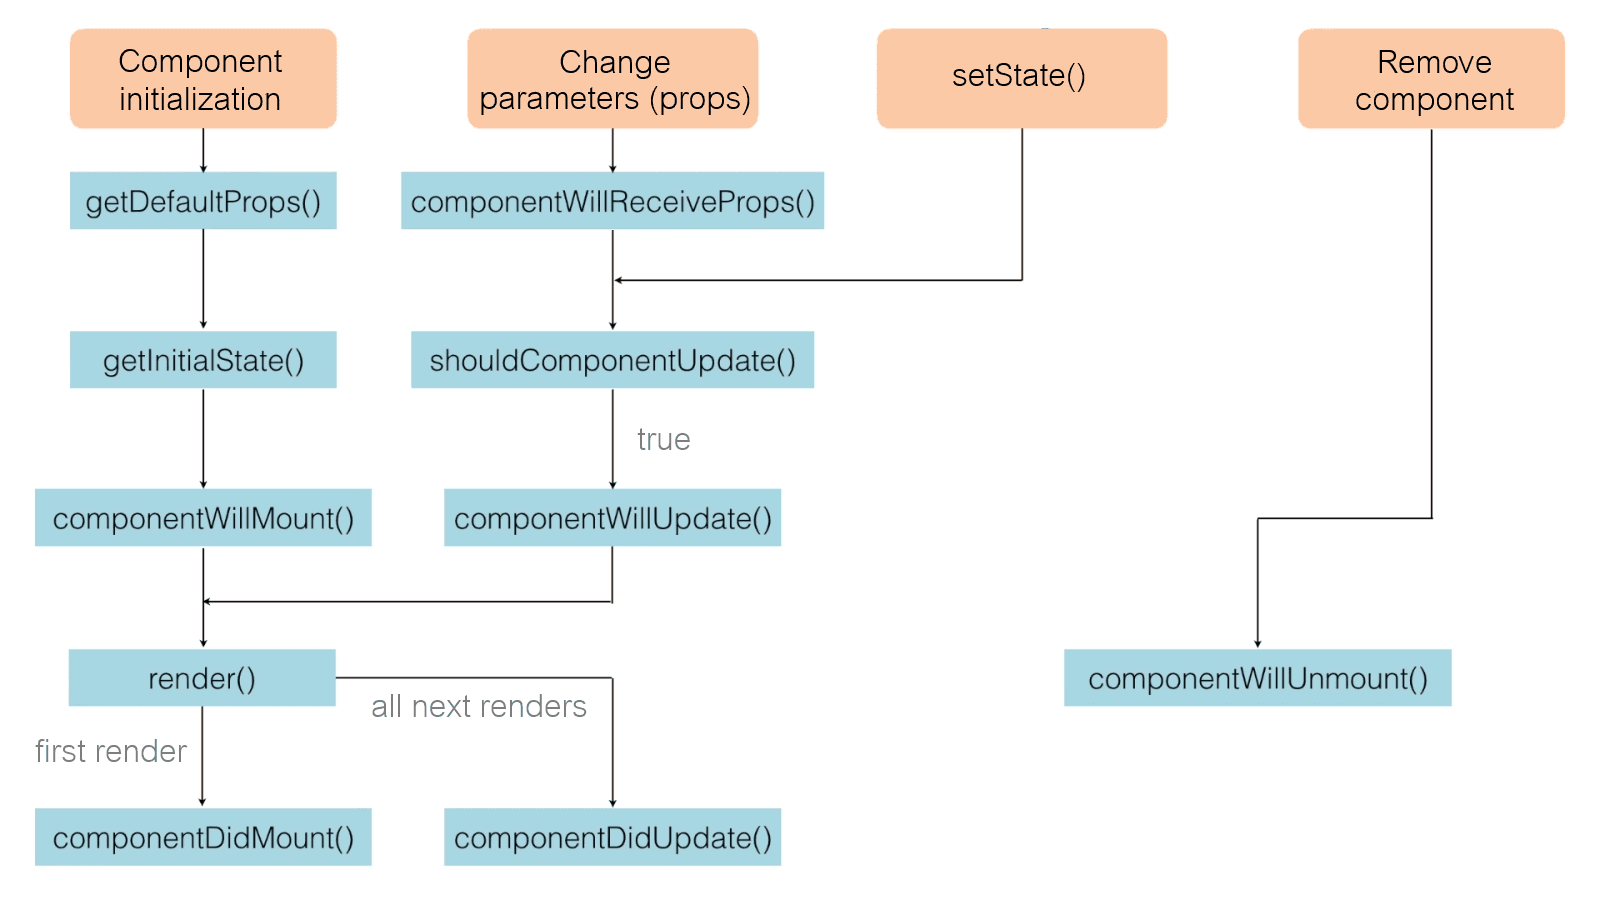 Component
initialization
Change
parameters (props)
setState()
Remove
component
getDefaultProps()
componentWillReceiveProps()
getInitialState()
shouldComponentUpdate()
true
componentWillMount()
componentWillUpdate()
render()
componentWillUnmount()
all next renders
first render
componentDidMount()
componentDidUpdate()